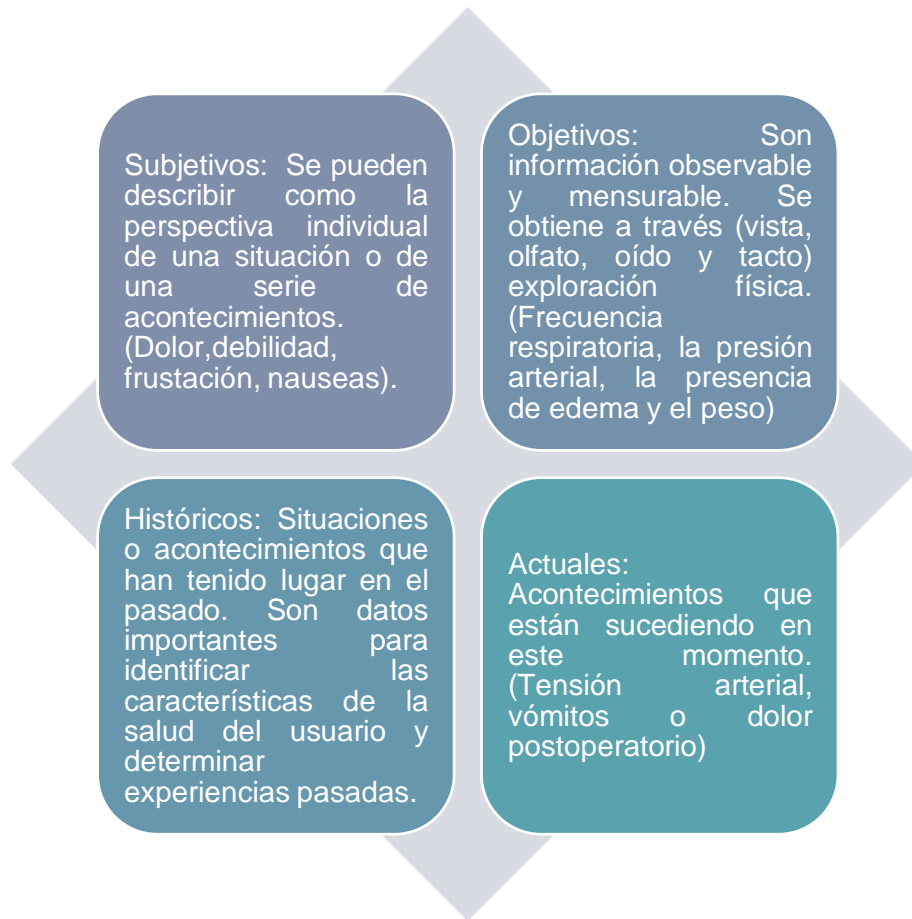 Subjetivos: Se pueden
describir como la
perspectiva individual
de una situación o de
una serie de
acontecimientos.
(Dolor,debilidad,
frustación, nauseas).
Objetivos: Son
información observable
y mensurable. Se
obtiene a través (vista,
olfato, oído y tacto)
exploración física.
(Frecuencia
respiratoria, la presión
arterial, la presencia
de edema y el peso)
Históricos: Situaciones
o acontecimientos que
han tenido lugar en el
pasado. Son datos
importantes para
identificar las
características de la
salud del usuario y
determinar
experiencias pasadas.
Actuales:
Acontecimientos que
están sucediendo en
este momento.
(Tensión arterial,
vómitos o dolor
postoperatorio)